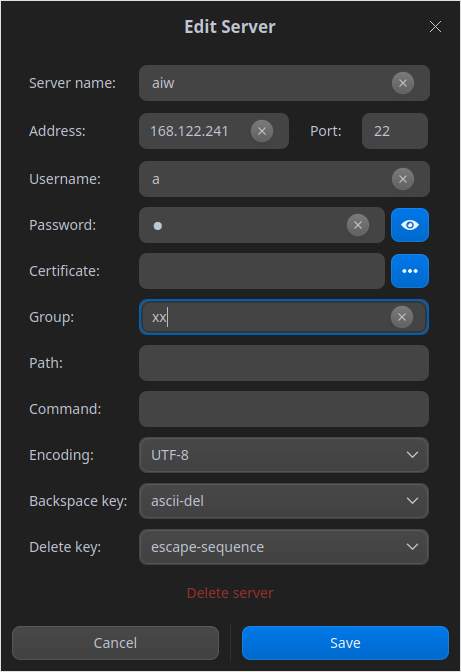 Edit Server
Server name: aiw
Address: 168.122.241 Port: 22
Username: a
Password: ●
Certificate:
Group: xx
Path:
Command:
Encoding: UTF-8
Backspace key: ascii-del
Delete key: escape-sequence
Delete server
Cancel Save